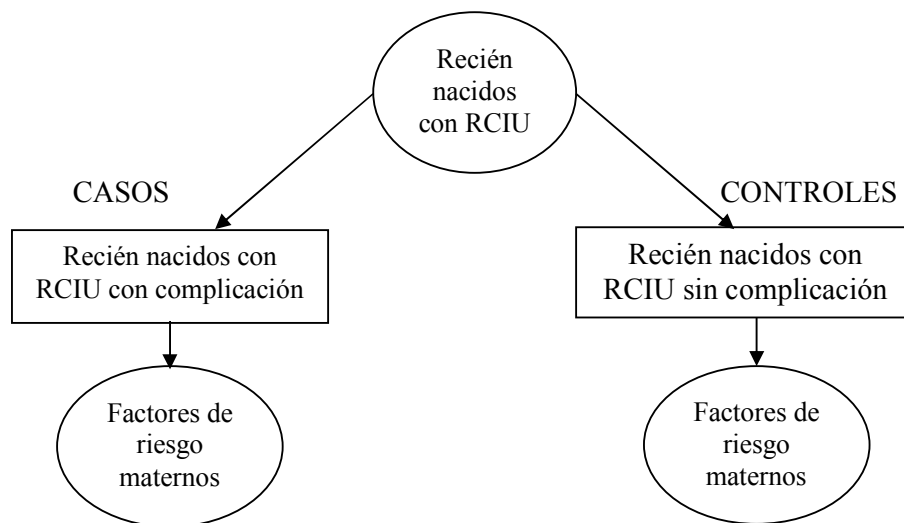 Recién
nacidos
con RCIU
CASOS
CONTROLES
Recién nacidos con
RCIU con complicación
Recién nacidos con
RCIU sin complicación
Factores de
riesgo
maternos
Factores de
riesgo
maternos